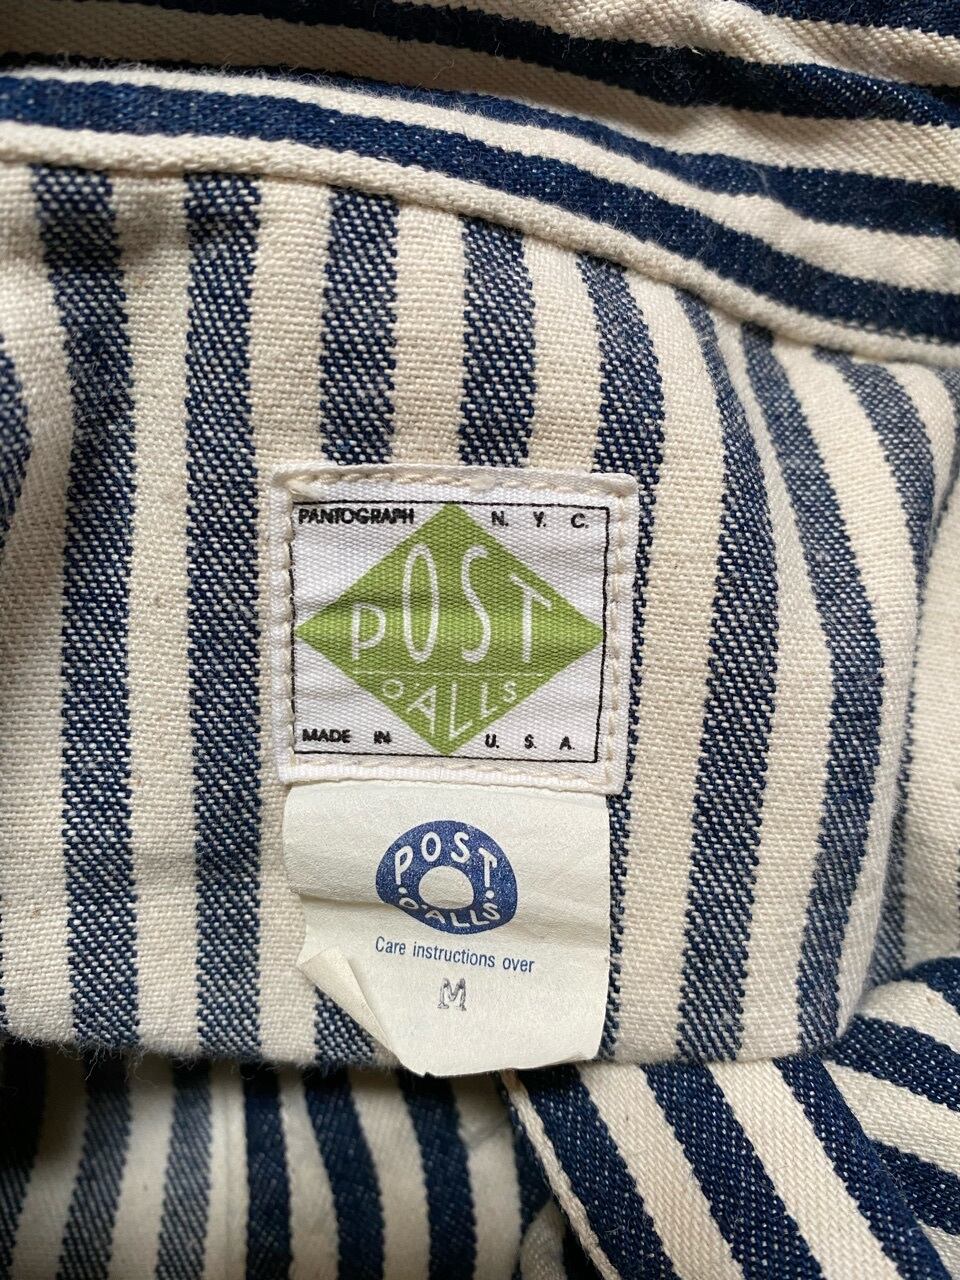 PANTOGRAPH N. Y. C.
POST
O'ALLS
MADE IN U. S. A.
POST
O'ALLS
Care instructions over
M